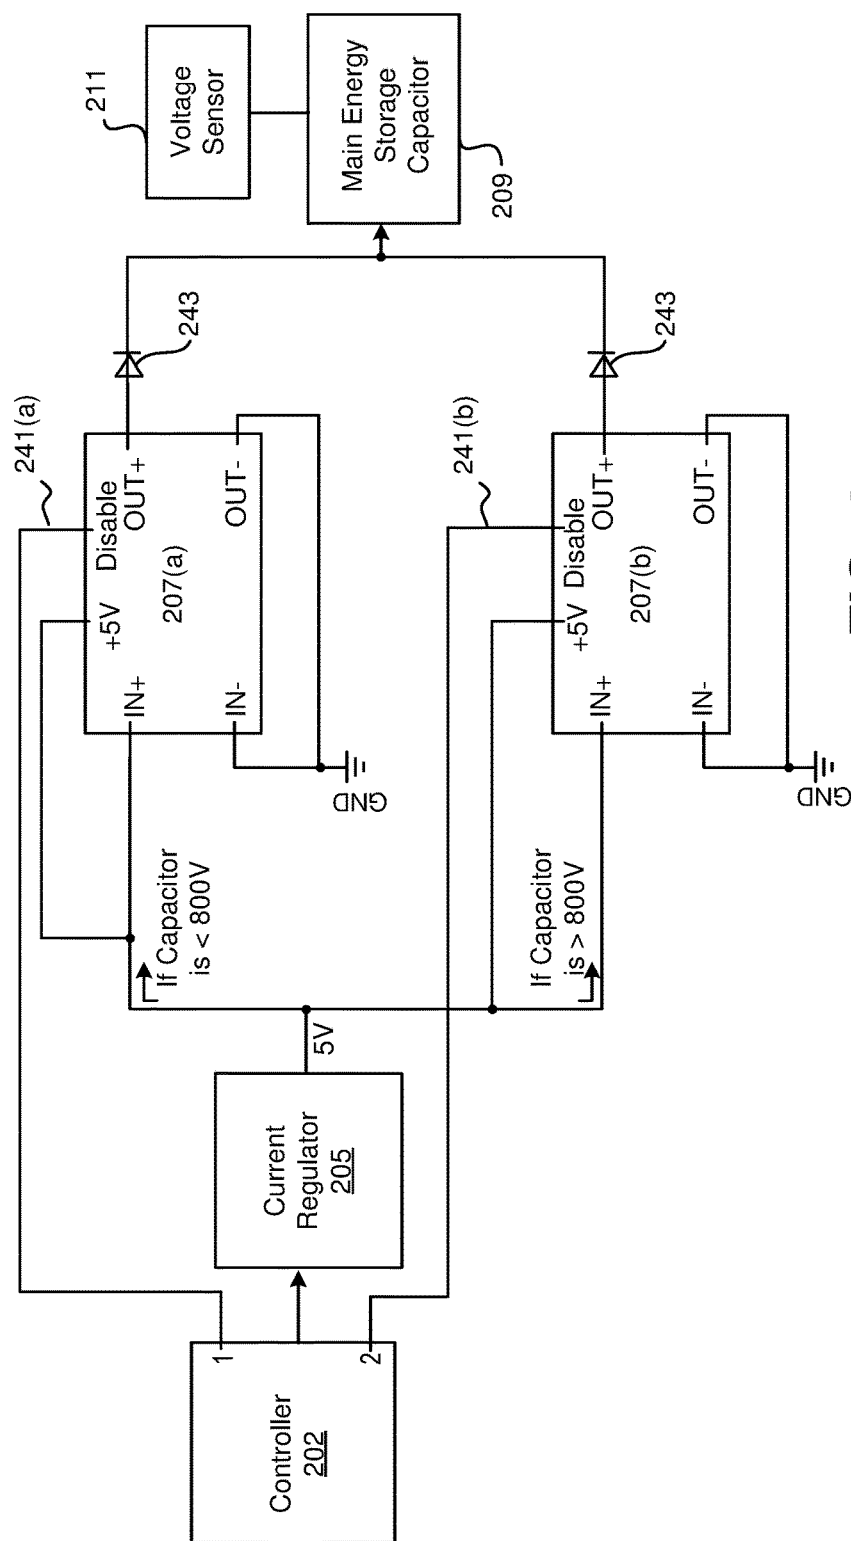 Controller
202
1
2
Current
Regulator
205
5V
If Capacitor
is < 800V
If Capacitor
is > 800V
241(a)
+5V
Disable
IN+
OUT+
207(a)
IN-
OUT-
GND
243
241(b)
+5V
Disable
IN+
OUT+
207(b)
IN-
OUT-
GND
243
211
Voltage
Sensor
Main Energy
Storage
Capacitor
209